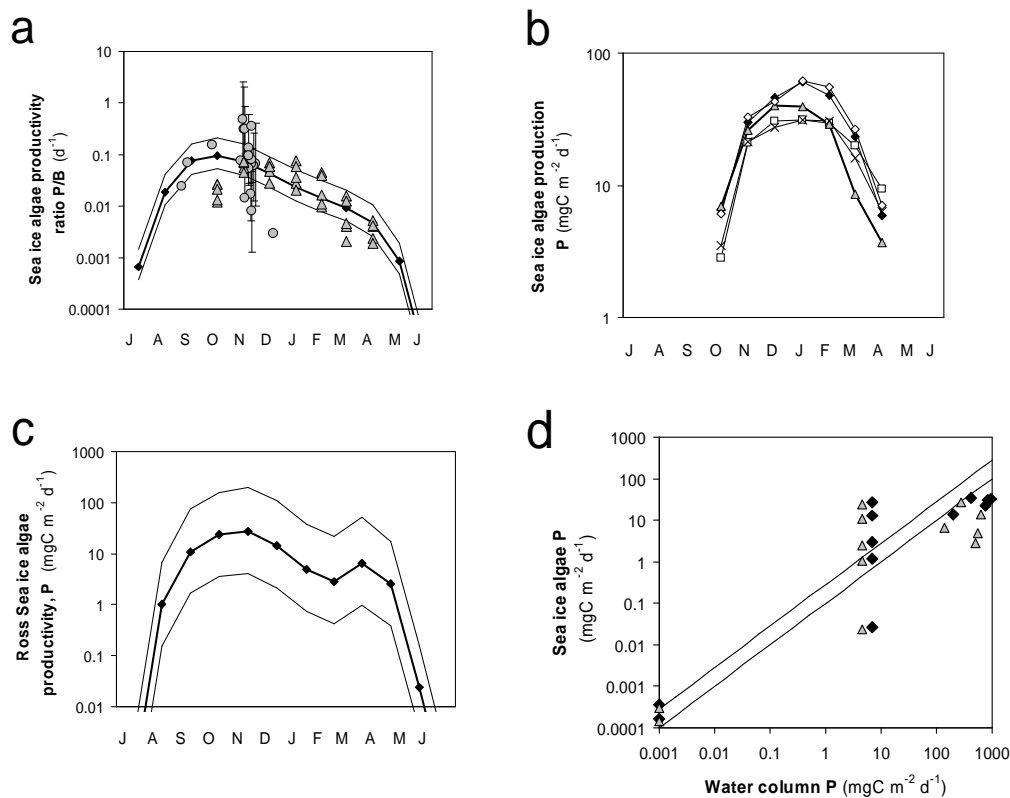 a
Sea ice algae productivity
ratio P/B (d⁻¹)
10
1
0.1
0.01
0.001
0.0001
J A S O N D J F M A M J
b
Sea ice algae production
P (mgC m⁻² d⁻¹)
100
10
1
J A S O N D J F M A M J
c
Ross Sea ice algae
productivity, P (mgC m⁻² d⁻¹)
1000
100
10
1
0.1
0.01
J A S O N D J F M A M J
d
Sea ice algae P
(mgC m⁻² d⁻¹)
1000
100
10
1
0.1
0.01
0.001
0.0001
0.001 0.01 0.1 1 10 100 1000
Water column P (mgC m⁻² d⁻¹)